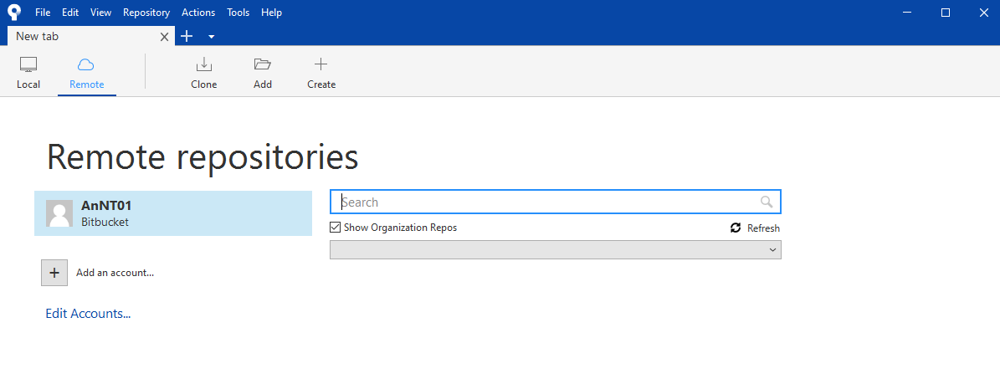 File Edit View Repository Actions Tools Help
New tab
Local Remote Clone Add Create
Remote repositories
AnNT01
Bitbucket
Search
Show Organization Repos
Refresh
Add an account...
Edit Accounts...